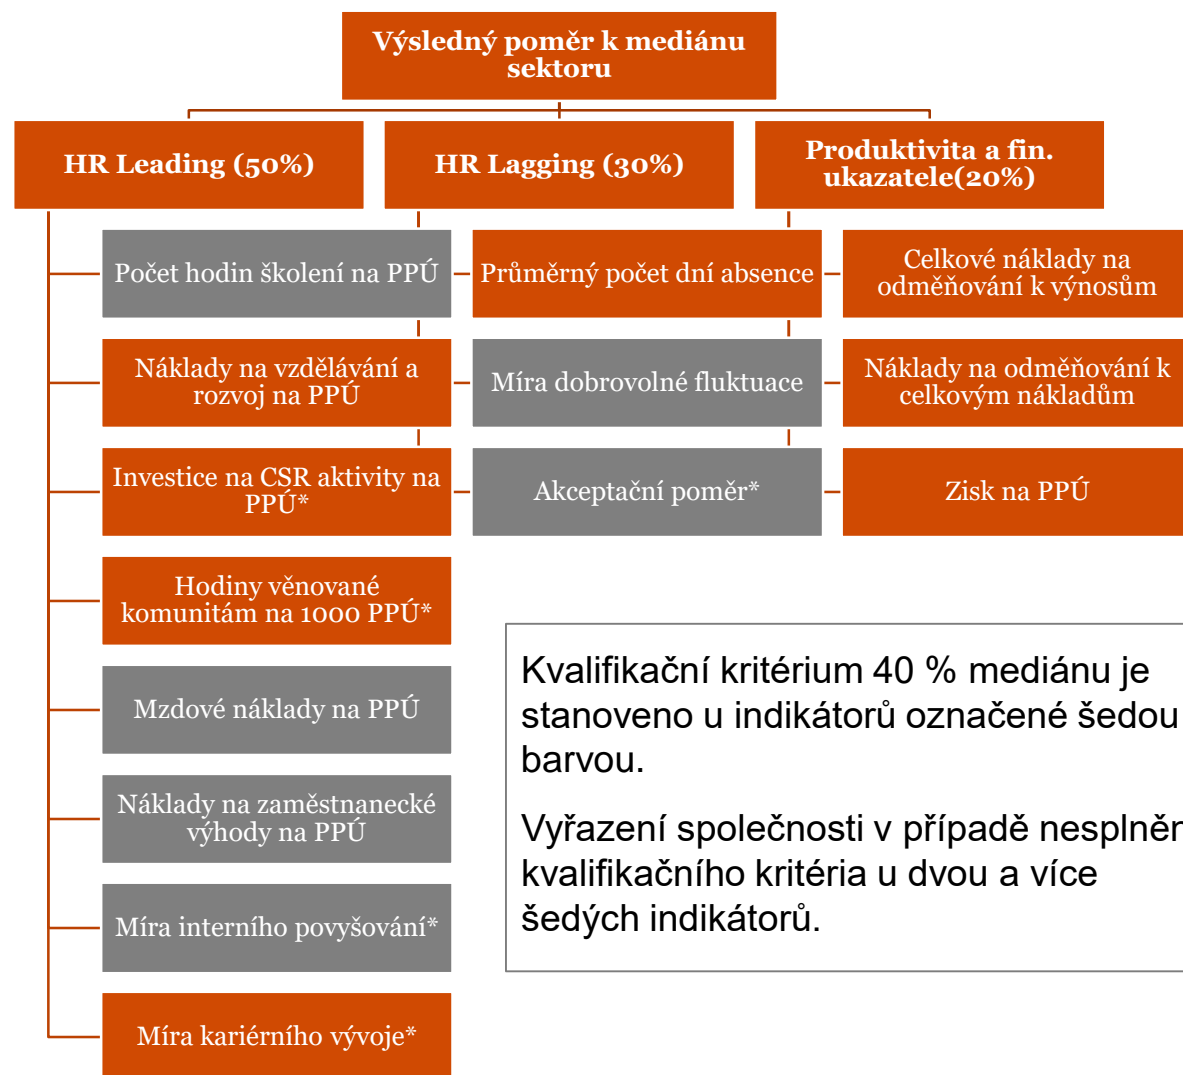 Výsledný poměr k mediánu
sektoru
HR Leading (50%)
HR Lagging (30%)
Produktivita a fin.
ukazatele(20%)
Počet hodin školení na PPÚ
Náklady na vzdělávání a
rozvoj na PPÚ
Investice na CSR aktivity na
PPÚ*
Hodiny věnované
komunitám na 1000 PPÚ*
Mzdové náklady na PPÚ
Náklady na zaměstnanecké
výhody na PPÚ
Míra interního povyšování*
Míra kariérního vývoje*
Průměrný počet dní absence
Míra dobrovolné fluktuace
Akceptační poměr*
Celkové náklady na
odměňování k výnosům
Náklady na odměňování k
celkovým nákladům
Zisk na PPÚ
Kvalifikační kritérium 40 % mediánu je
stanoveno u indikátorů označené šedou
barvou.
Vyřazení společnosti v případě nesplněn
kvalifikačního kritéria u dvou a více
šedých indikátorů.